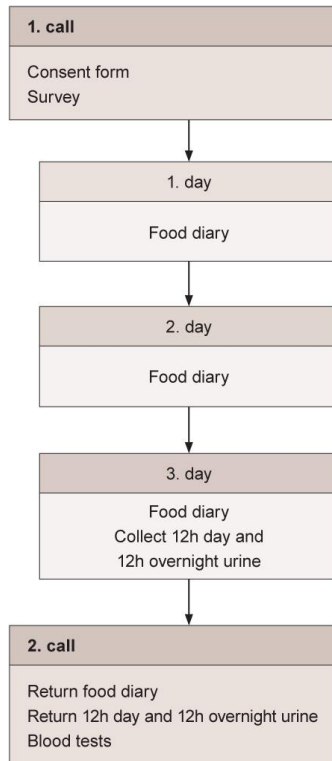 1. call
Consent form
Survey
1. day
Food diary
2. day
Food diary
3. day
Food diary
Collect 12h day and
12h overnight urine
2. call
Return food diary
Return 12h day and 12h overnight urine
Blood tests